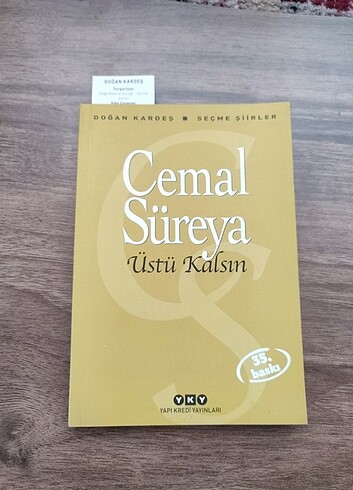 DOĞAN KARDEŞ
DOĞAN KARDEŞ ■ SEÇME ŞİİRLER
Cemal
Süreya
Üstü Kalsın
35.
baskı
YKY
YAPI KREDİ YAYINLARI